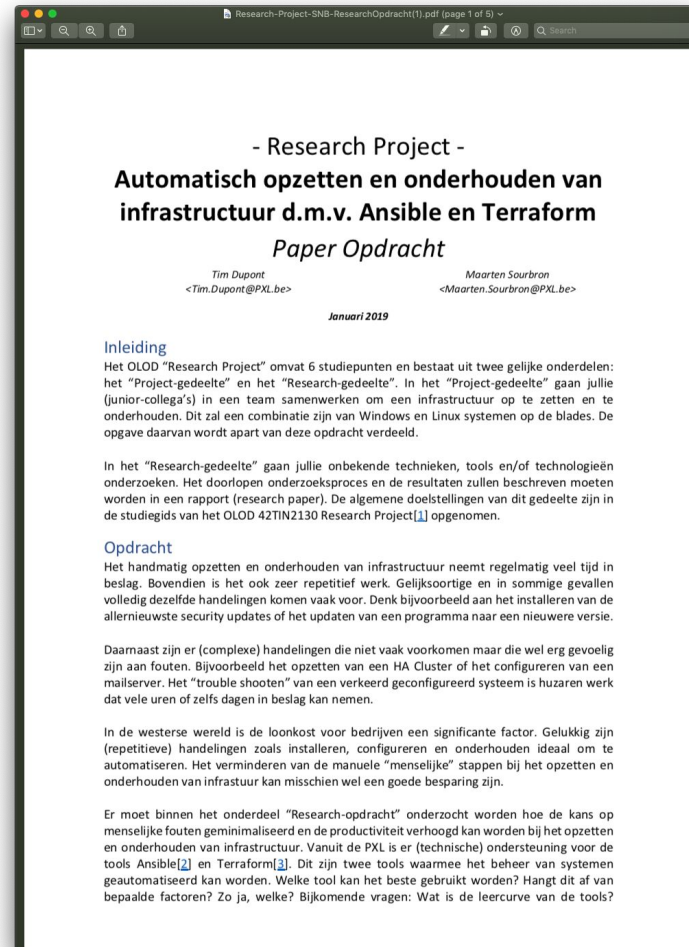 Research-Project-SNB-ResearchOpdracht(1).pdf (page 1 of 5)
Search
- Research Project -
Automatisch opzetten en onderhouden van
infrastructuur d.m.v. Ansible en Terraform
Paper Opdracht
Tim Dupont
<Tim.Dupont@PXL.be>
Maarten Sourbron
<Maarten.Sourbron@PXL.be>
Januari 2019
Inleiding
Het OLOD “Research Project” omvat 6 studiepunten en bestaat uit twee gelijke onderdelen:
het “Project-gedeelte” en het “Research-gedeelte”. In het “Project-gedeelte” gaan jullie
(junior-collega’s) in een team samenwerken om een infrastructuur op te zetten en te
onderhouden. Dit zal een combinatie zijn van Windows en Linux systemen op de blades. De
opgave daarvan wordt apart van deze opdracht verdeeld.
In het “Research-gedeelte” gaan jullie onbekende technieken, tools en/of technologieën
onderzoeken. Het doorlopen onderzoeksproces en de resultaten zullen beschreven moeten
worden in een rapport (research paper). De algemene doelstellingen van dit gedeelte zijn in
de studiegids van het OLOD 42TIN2130 Research Project[1] opgenomen.
Opdracht
Het handmatig opzetten en onderhouden van infrastructuur neemt regelmatig veel tijd in
beslag. Bovendien is het ook zeer repetitief werk. Gelijksoortige en in sommige gevallen
volledig dezelfde handelingen komen vaak voor. Denk bijvoorbeeld aan het installeren van de
allernieuwste security updates of het updaten van een programma naar een nieuwere versie.
Daarnaast zijn er (complexe) handelingen die niet vaak voorkomen maar die wel erg gevoelig
zijn aan fouten. Bijvoorbeeld het opzetten van een HA Cluster of het configureren van een
mailserver. Het “trouble shooten” van een verkeerd geconfigureerd systeem is huzaren werk
dat vele uren of zelfs dagen in beslag kan nemen.
In de westerse wereld is de loonkost voor bedrijven een significante factor. Gelukkig zijn
(repetitieve) handelingen zoals installeren, configureren en onderhouden ideaal om te
automatiseren. Het verminderen van de manuele “menselijke” stappen bij het opzetten en
onderhouden van infrastuur kan misschien wel een goede besparing zijn.
Er moet binnen het onderdeel “Research-opdracht” onderzocht worden hoe de kans op
menselijke fouten geminimaliseerd en de productiviteit verhoogd kan worden bij het opzetten
en onderhouden van infrastructuur. Vanuit de PXL is er (technische) ondersteuning voor de
tools Ansible[2] en Terraform[3]. Dit zijn twee tools waarmee het beheer van systemen
geautomatiseerd kan worden. Welke tool kan het beste gebruikt worden? Hangt dit af van
bepaalde factoren? Zo ja, welke? Bijkomende vragen: Wat is de leercurve van de tools?